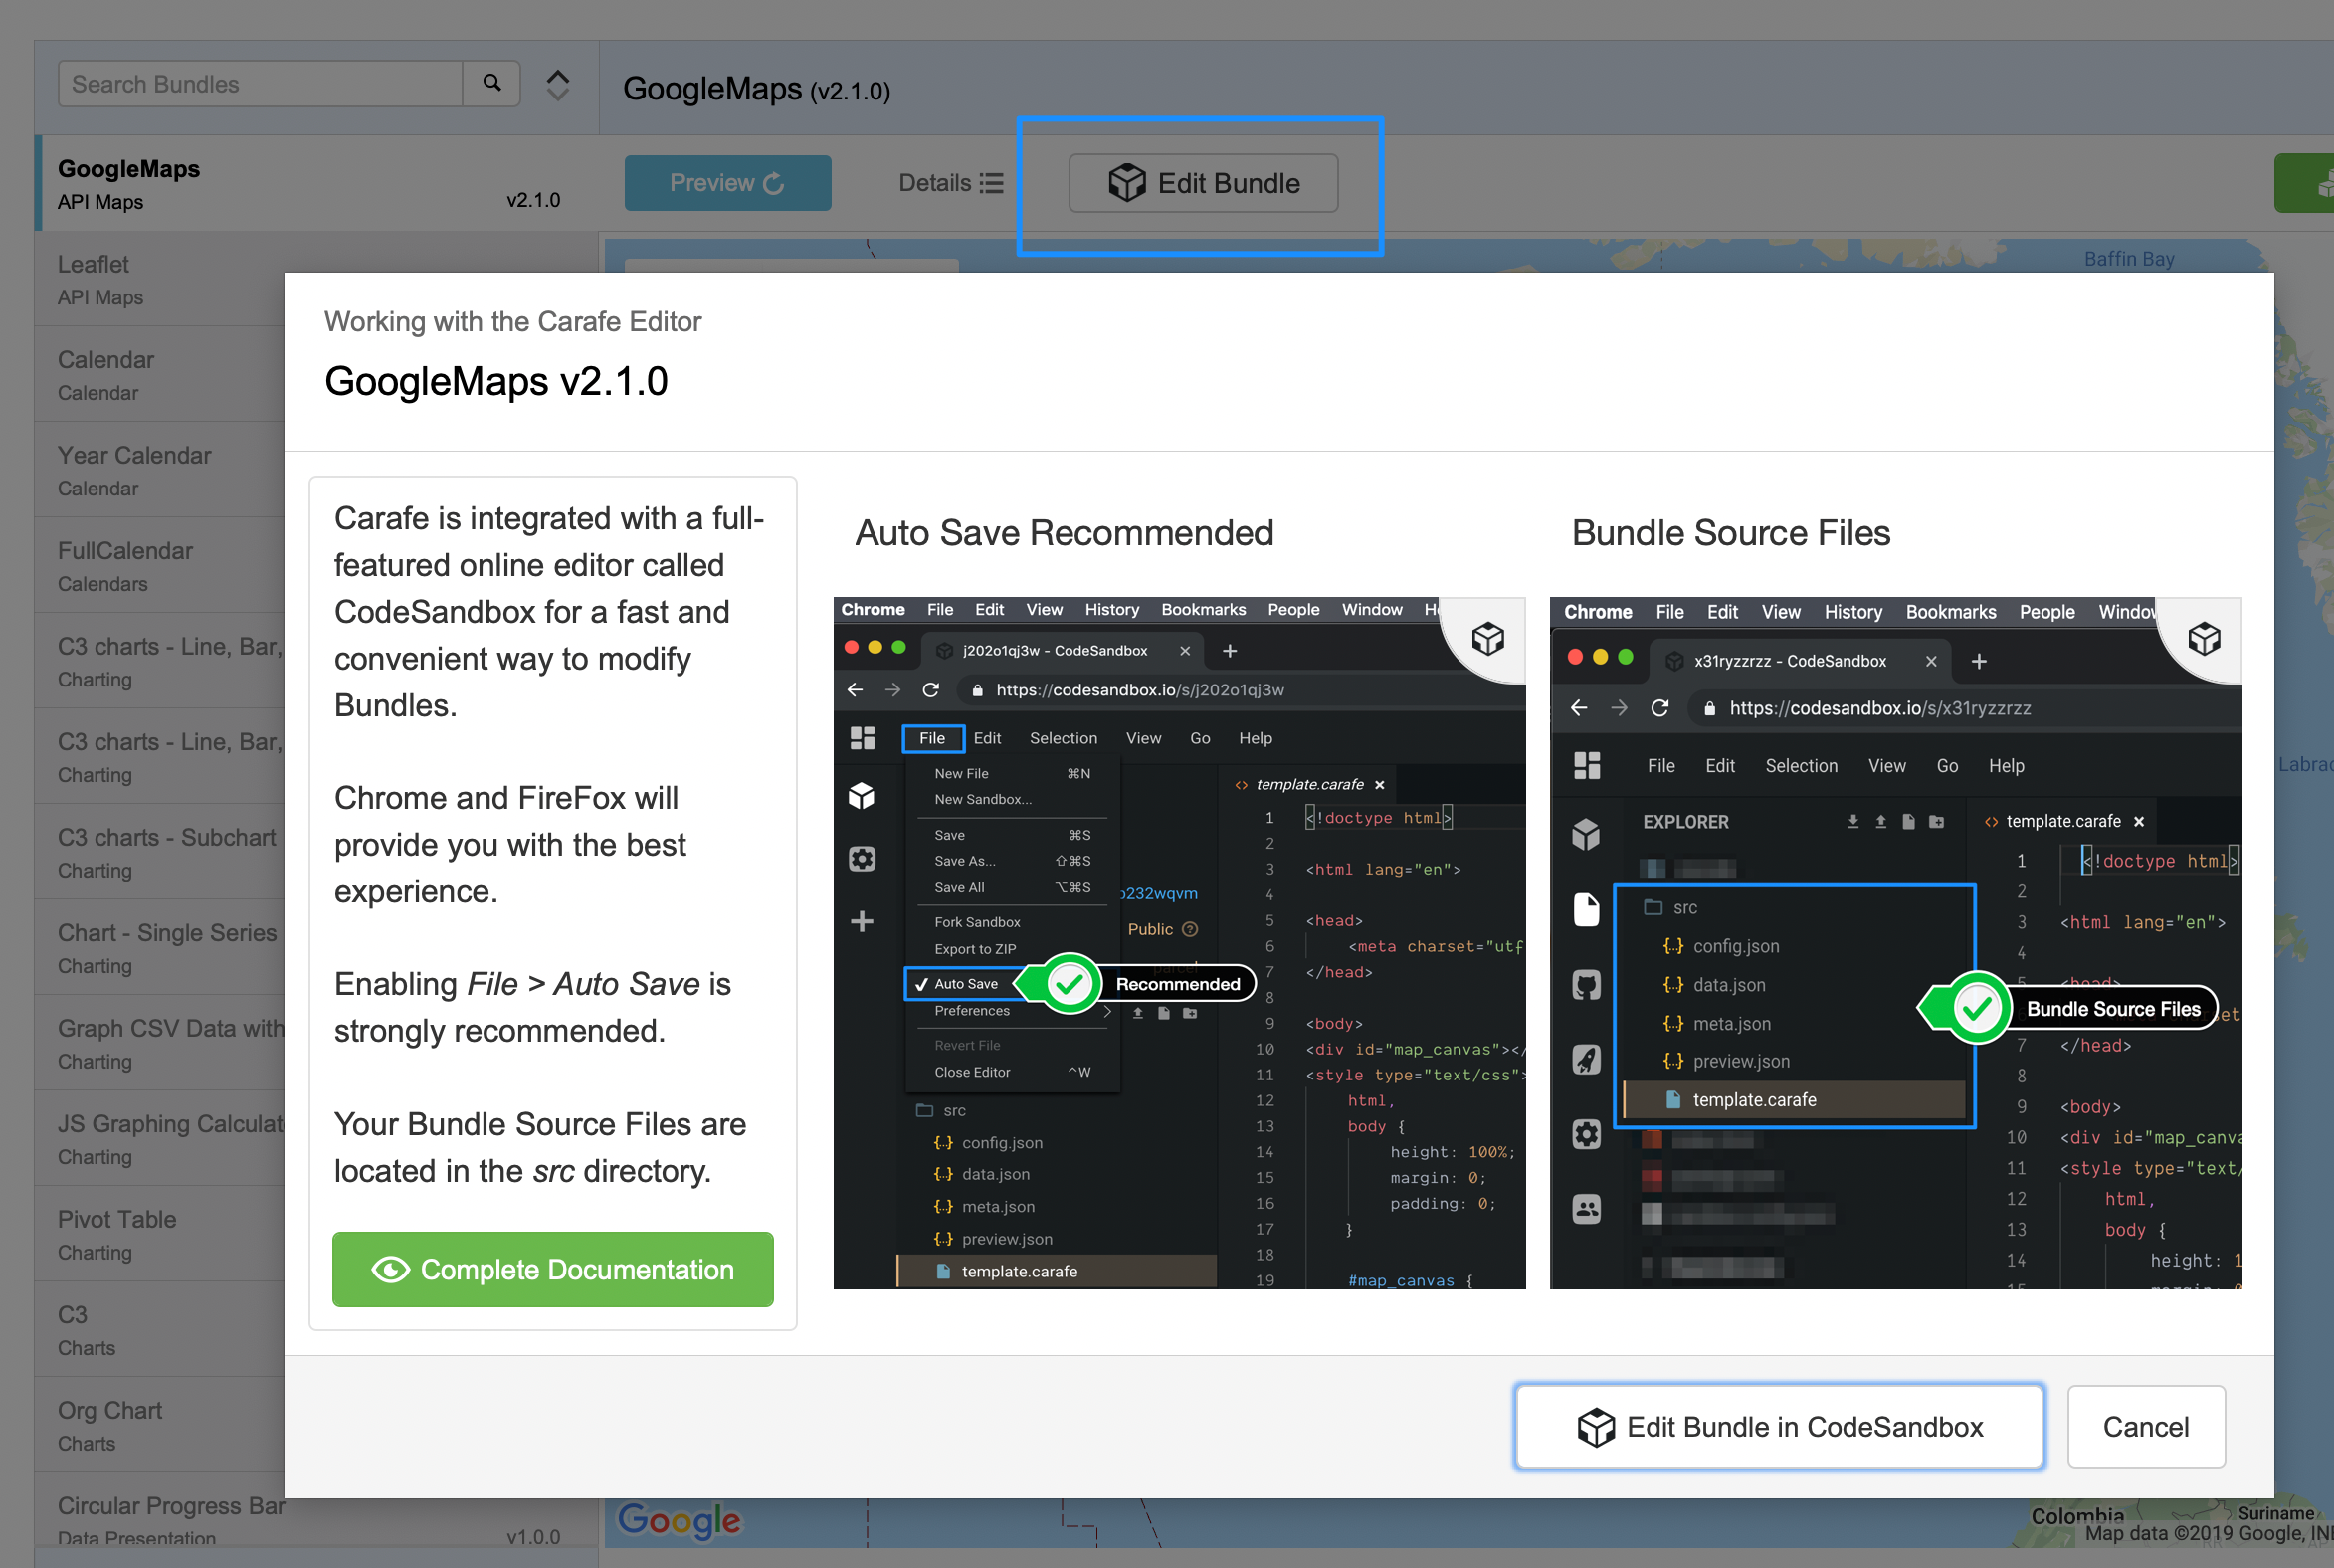 Search Bundles
GoogleMaps (v2.1.0)
GoogleMaps
API Maps
v2.1.0
Preview
Details
Edit Bundle
Leaflet
API Maps
Calendar
Calendar
Year Calendar
Calendar
FullCalendar
Calendars
C3 charts - Line, Bar,
Charting
C3 charts - Line, Bar,
Charting
C3 charts - Subchart
Charting
Chart - Single Series
Charting
Graph CSV Data with
Charting
JS Graphing Calculat
Charting
Pivot Table
Charting
C3
Charts
Org Chart
Charts
Circular Progress Bar
Data Presentation
v1.0.0
Baffin Bay
Labrad
Working with the Carafe Editor
GoogleMaps v2.1.0
Carafe is integrated with a full-
featured online editor called
CodeSandbox for a fast and
convenient way to modify
Bundles.
Chrome and FireFox will
provide you with the best
experience.
Enabling File > Auto Save is
strongly recommended.
Your Bundle Source Files are
located in the src directory.
Complete Documentation
Auto Save Recommended
Chrome File Edit View History Bookmarks People Window He
j202o1qj3w - CodeSandbox
https://codesandbox.io/s/j202o1qj3w
File Edit Selection View Go Help
New File ⌘N
New Sandbox...
Save ⌘S
Save As... ⇧⌘S
Save All ⌥⌘S
Fork Sandbox
Export to ZIP
Auto Save
Recommended
Preferences
Revert File
Close Editor ^W
232wqvm
Public
src
{..} config.json
{..} data.json
{..} meta.json
{..} preview.json
template.carafe
<> template.carafe
1 <!doctype html>
2
3 <html lang="en">
4
5 <head>
6 <meta charset="utf
7 </head>
8
9 <body>
10 <div id="map_canvas"></
11 <style type="text/css">
12 html,
13 body {
14 height: 100%;
15 margin: 0;
16 padding: 0;
17 }
18
19 #map_canvas {
Bundle Source Files
Chrome File Edit View History Bookmarks People Window
x31ryzzrzz - CodeSandbox
https://codesandbox.io/s/x31ryzzrzz
File Edit Selection View Go Help
EXPLORER
src
{..} config.json
{..} data.json
{..} meta.json
{..} preview.json
template.carafe
Bundle Source Files
<> template.carafe
1 <!doctype html>
2
3 <html lang="en">
4
5 <head>
set
7 </head>
8
9 <body>
10 <div id="map_canva
11 <style type="text/
12 html,
13 body {
14 height: 1
Edit Bundle in CodeSandbox
Cancel
Google
Colombia
Suriname
Map data ©2019 Google, IN